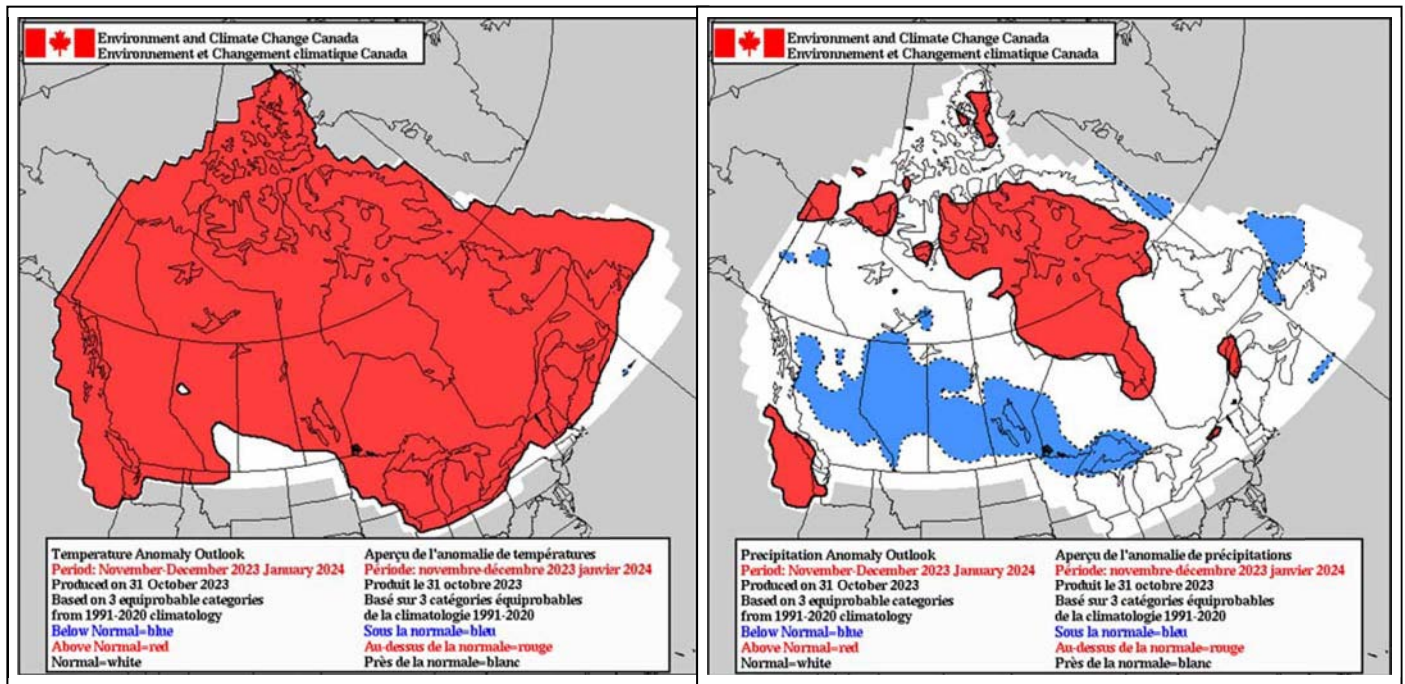 Environment and Climate Change Canada
Environnement et Changement climatique Canada
Temperature Anomaly Outlook
Period: November-December 2023 January 2024
Produced on 31 October 2023
Based on 3 equiprobable categories
from 1991-2020 climatology
Below Normal=blue
Above Normal=red
Normal=white
Aperçu de l'anomalie de températures
Période: novembre-décembre 2023 janvier 2024
Produit le 31 octobre 2023
Basé sur 3 catégories équiprobables
de la climatologie 1991-2020
Sous la normale=bleu
Au-dessus de la normale=rouge
Près de la normale=blanc
Environment and Climate Change Canada
Environnement et Changement climatique Canada
Precipitation Anomaly Outlook
Period: November-December 2023 January 2024
Produced on 31 October 2023
Based on 3 equiprobable categories
from 1991-2020 climatology
Below Normal=blue
Above Normal=red
Normal=white
Aperçu de l'anomalie de précipitations
Période: novembre-décembre 2023 janvier 2024
Produit le 31 octobre 2023
Basé sur 3 catégories équiprobables
de la climatologie 1991-2020
Sous la normale=bleu
Au-dessus de la normale=rouge
Près de la normale=blanc